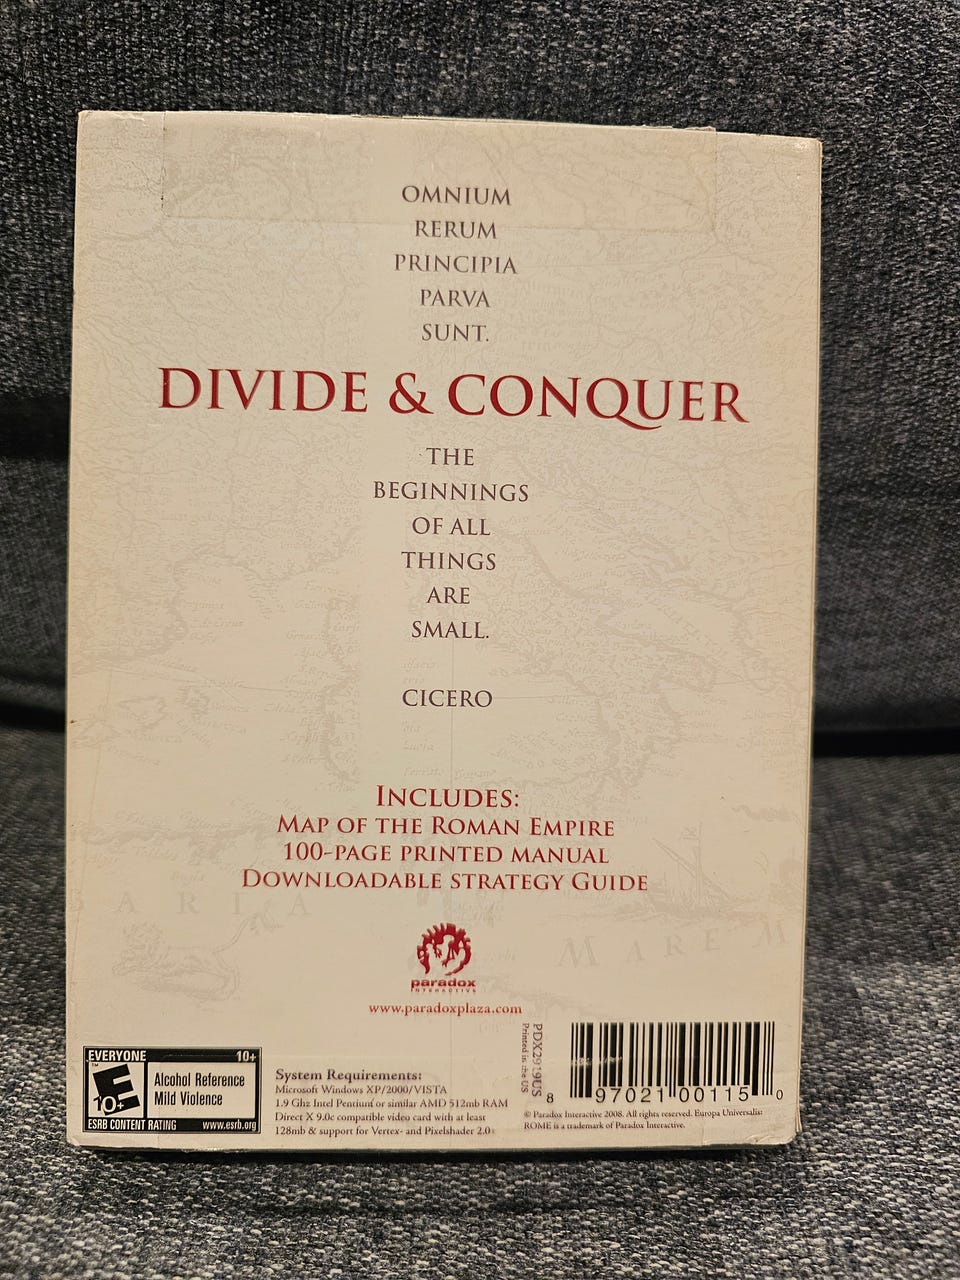 OMNIUM
RERUM
PRINCIPIA
PARVA
SUNT.
DIVIDE & CONQUER
THE
BEGINNINGS
OF ALL
THINGS
ARE
SMALL.
CICERO
INCLUDES:
MAP OF THE ROMAN EMPIRE
100-PAGE PRINTED MANUAL
DOWNLOADABLE STRATEGY GUIDE
paradox
INTERACTIVE
www.paradoxplaza.com
EVERYONE 10+
E
10+
TM
Alcohol Reference
Mild Violence
ESRB CONTENT RATING www.esrb.org
System Requirements:
Microsoft Windows XP/2000/VISTA
1.9 Ghz Intel Pentium or similar AMD 512mb RAM
Direct X 9.0c compatible video card with at least
128mb & support for Vertex- and Pixelshader 2.0
PDX2919US
Printed in the US
8 97021 00115 0
© Paradox Interactive 2008. All rights reserved. Europa Universalis:
ROME is a trademark of Paradox Interactive.
ARIA
MARE M